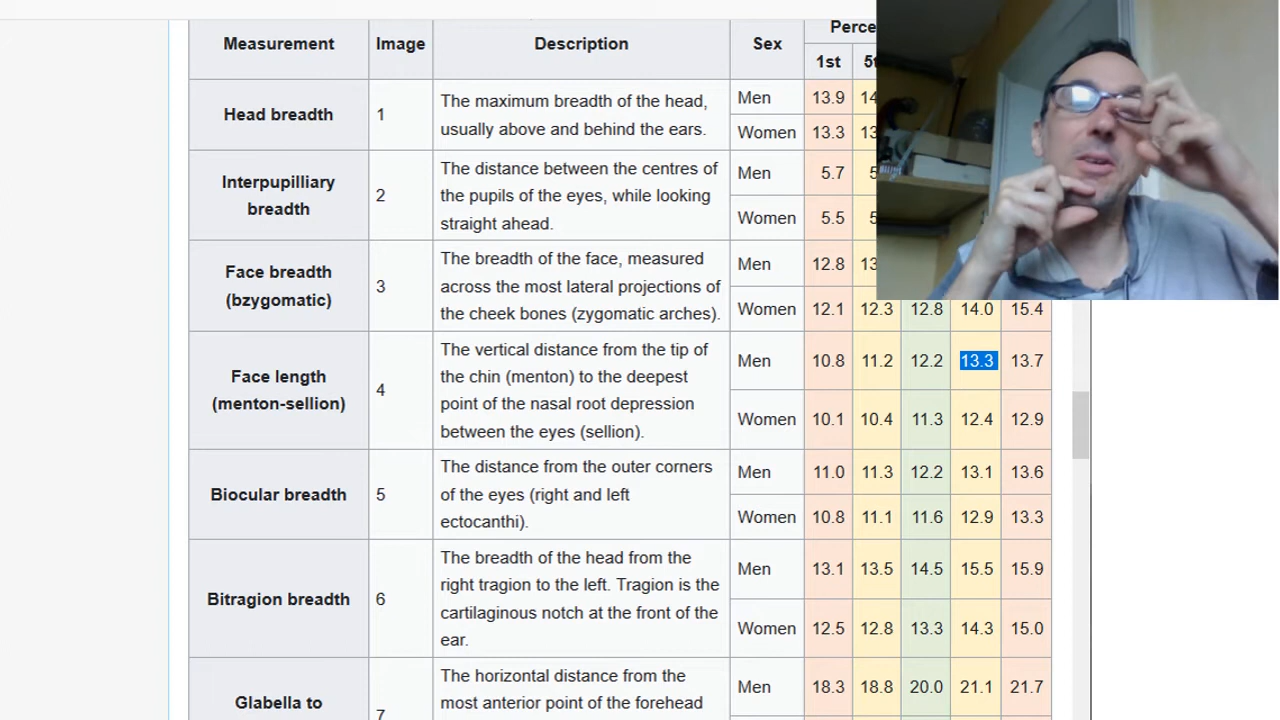 Measurement Image Description Sex Perce
1st 5t
Head breadth 1 The maximum breadth of the head,
usually above and behind the ears.
Men 13.9 14
Women 13.3 13
Interpupilliary
breadth
2
The distance between the centres of
the pupils of the eyes, while looking
straight ahead.
Men 5.7 5
Women 5.5 5
Face breadth
(bzygomatic)
3
The breadth of the face, measured
across the most lateral projections of
the cheek bones (zygomatic arches).
Men 12.8 13
Women 12.1 12.3 12.8 14.0 15.4
Face length
(menton-sellion)
4
The vertical distance from the tip of
the chin (menton) to the deepest
point of the nasal root depression
between the eyes (sellion).
Men 10.8 11.2 12.2 13.3 13.7
Women 10.1 10.4 11.3 12.4 12.9
Biocular breadth
5
The distance from the outer corners
of the eyes (right and left
ectocanthi).
Men 11.0 11.3 12.2 13.1 13.6
Women 10.8 11.1 11.6 12.9 13.3
Bitragion breadth
6
The breadth of the head from the
right tragion to the left. Tragion is the
cartilaginous notch at the front of the
ear.
Men 13.1 13.5 14.5 15.5 15.9
Women 12.5 12.8 13.3 14.3 15.0
Glabella to
7
The horizontal distance from the
most anterior point of the forehead
Men 18.3 18.8 20.0 21.1 21.7